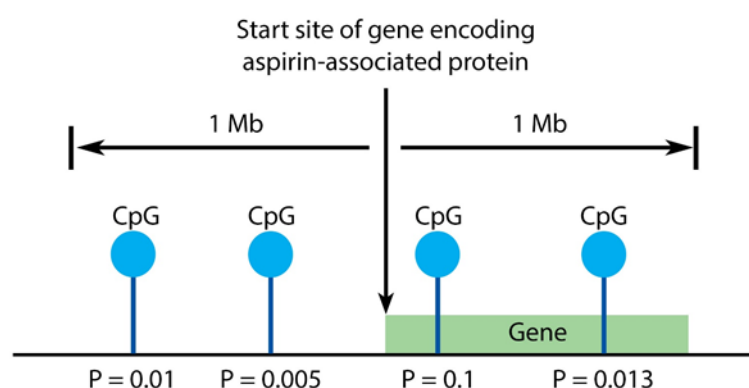 Start site of gene encoding
aspirin-associated protein
1 Mb 1 Mb
CpG CpG CpG CpG
Gene
P = 0.01 P = 0.005 P = 0.1 P = 0.013